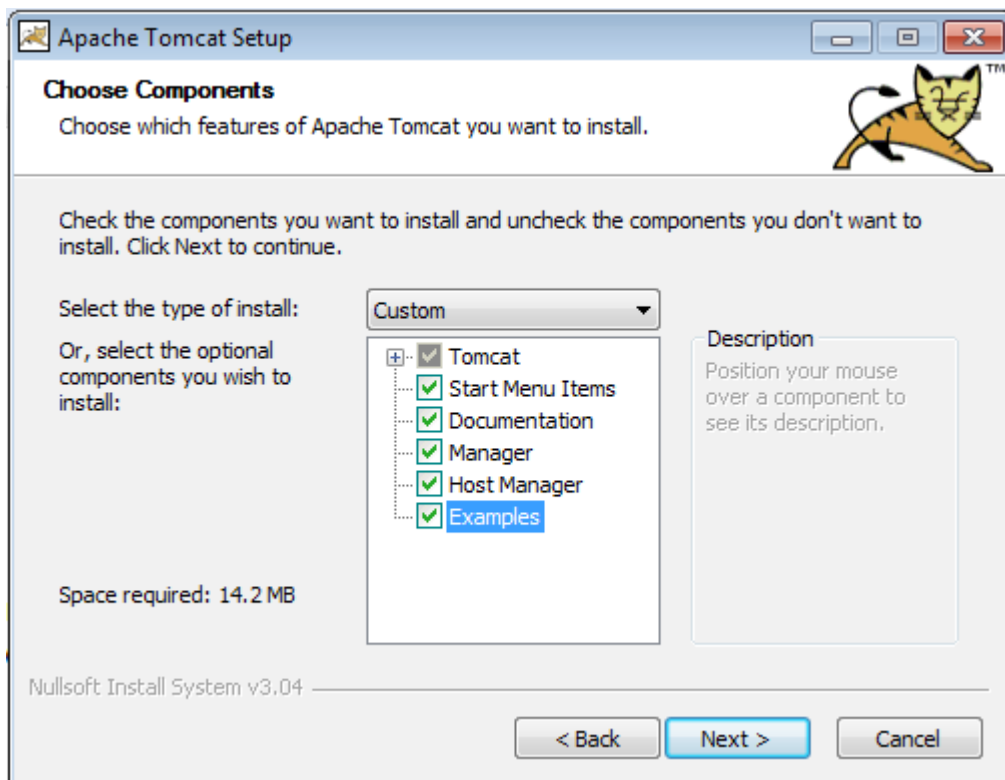 Apache Tomcat Setup
TM
Choose Components
Choose which features of Apache Tomcat you want to install.
Check the components you want to install and uncheck the components you don't want to
install. Click Next to continue.
Select the type of install:
Custom
Or, select the optional
components you wish to
install:
Tomcat
Start Menu Items
Documentation
Manager
Host Manager
Examples
Description
Position your mouse
over a component to
see its description.
Space required: 14.2 MB
Nullsoft Install System v3.04
< Back
Next >
Cancel